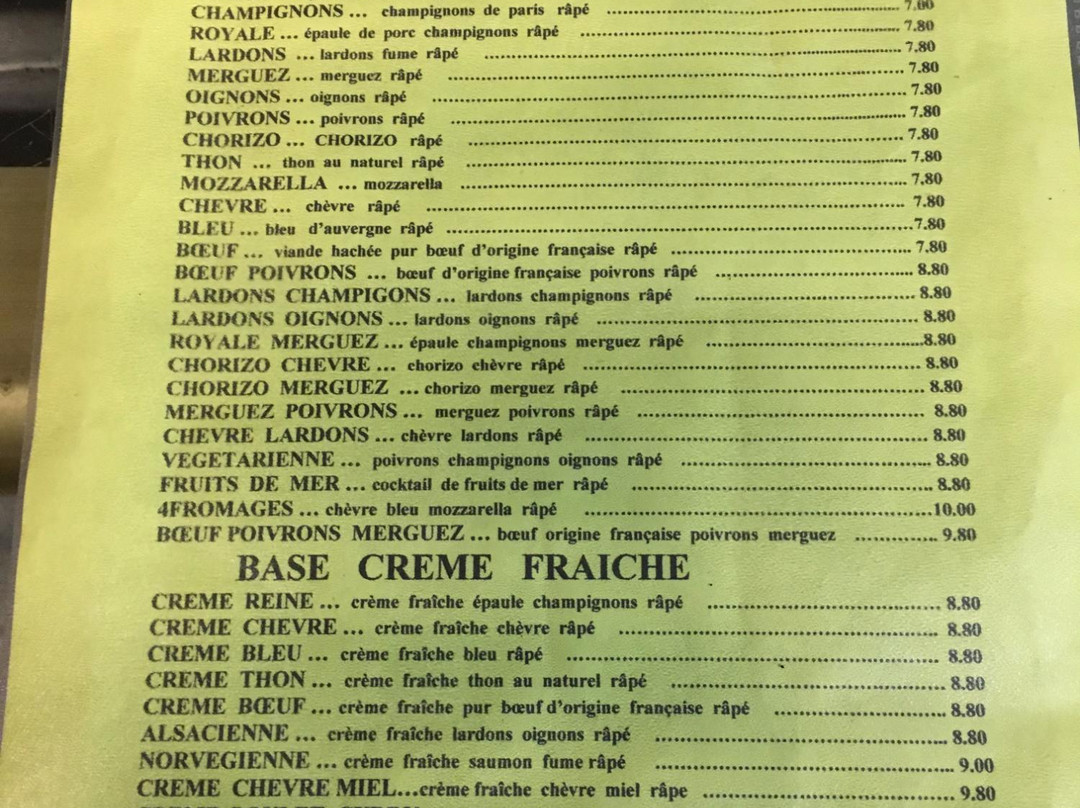 CHAMPIGNONS ... champignons de paris râpé ........ 7.00
ROYALE ... épaule de porc champignons râpé ........ 7.80
LARDONS ... lardons fume râpé ........ 7.80
MERGUEZ ... merguez râpé ........ 7.80
OIGNONS ... oignons râpé ........ 7.80
POIVRONS ... poivrons râpé ........ 7.80
CHORIZO ... CHORIZO râpé ........ 7.80
THON ... thon au naturel râpé ........ 7.80
MOZZARELLA ... mozzarella ........ 7.80
CHEVRE ... chèvre râpé ........ 7.80
BLEU ... bleu d'auvergne râpé ........ 7.80
BŒUF ... viande hachée pur bœuf d'origine française râpé ........ 7.80
BŒUF POIVRONS ... bœuf d'origine française poivrons râpé ........ 8.80
LARDONS CHAMPIGONS ... lardons champignons râpé ........ 8.80
LARDONS OIGNONS ... lardons oignons râpé ........ 8.80
ROYALE MERGUEZ ... épaule champignons merguez râpé ........ 8.80
CHORIZO CHEVRE ... chorizo chèvre râpé ........ 8.80
CHORIZO MERGUEZ ... chorizo merguez râpé ........ 8.80
MERGUEZ POIVRONS ... merguez poivrons râpé ........ 8.80
CHEVRE LARDONS ... chèvre lardons râpé ........ 8.80
VEGETARIENNE ... poivrons champignons oignons râpé ........ 8.80
FRUITS DE MER ... cocktail de fruits de mer râpé ........ 8.80
4FROMAGES ... chèvre bleu mozzarella râpé ........ 10.00
BŒUF POIVRONS MERGUEZ ... bœuf origine française poivrons merguez ........ 9.80
BASE CREME FRAICHE
CREME REINE ... crème fraîche épaule champignons râpé ........ 8.80
CREME CHEVRE ... crème fraîche chèvre râpé ........ 8.80
CREME BLEU ... crème fraîche bleu râpé ........ 8.80
CREME THON ... crème fraîche thon au naturel râpé ........ 8.80
CREME BŒUF ... crème fraîche pur bœuf d'origine française râpé ........ 8.80
ALSACIENNE ... crème fraîche lardons oignons râpé ........ 8.80
NORVEGIENNE ... crème fraîche saumon fume râpé ........ 9.00
CREME CHEVRE MIEL...crème fraîche chèvre miel râpe ........ 9.80